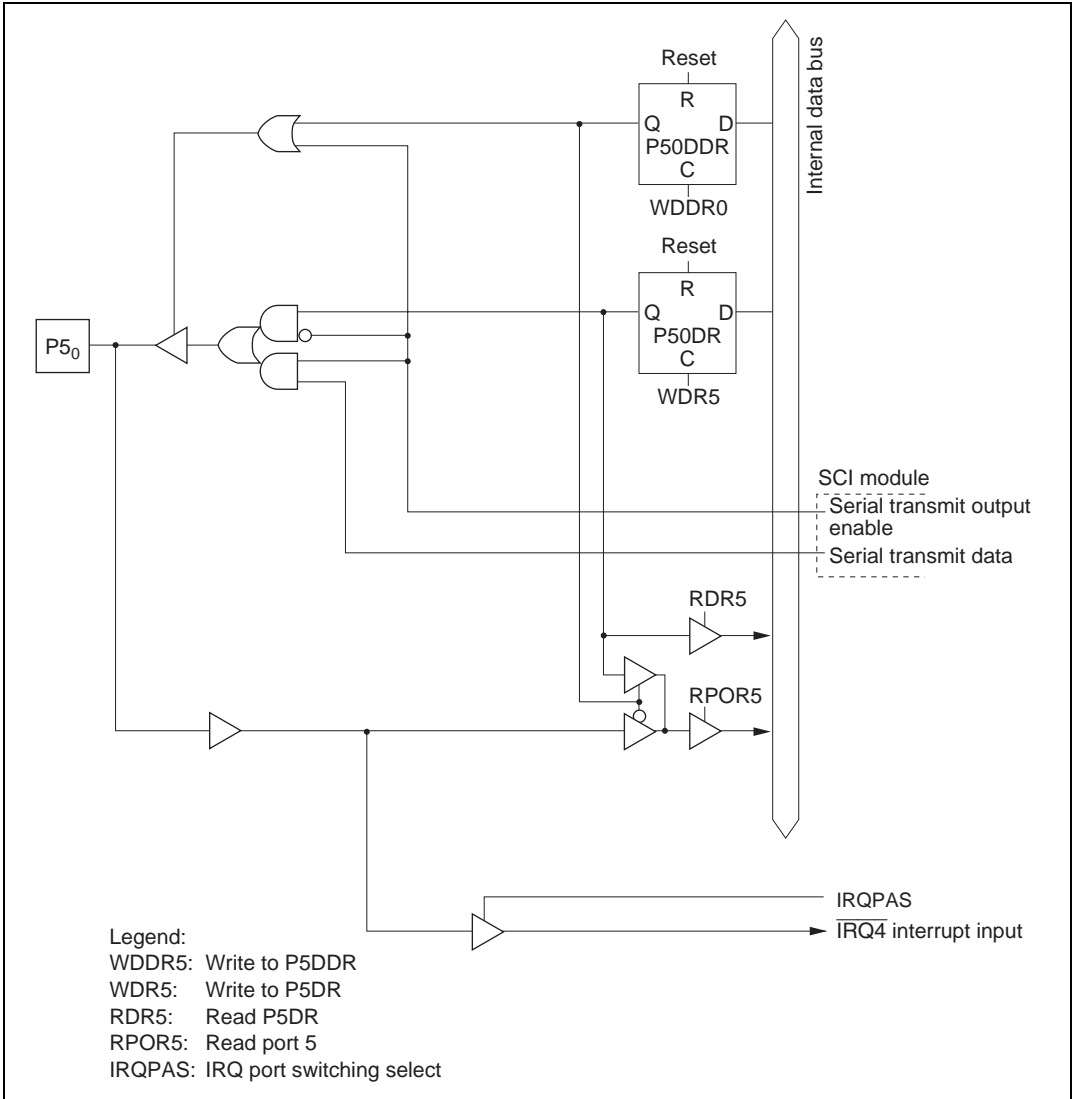 Reset
R
Q D
P50DDR
C
WDDR0
Internal data bus
Reset
R
Q D
P50DR
C
WDR5
P5₀
SCI module
Serial transmit output
enable
Serial transmit data
RDR5
RPOR5
IRQPAS
IRQ4 interrupt input
Legend:
WDDR5: Write to P5DDR
WDR5: Write to P5DR
RDR5: Read P5DR
RPOR5: Read port 5
IRQPAS: IRQ port switching select